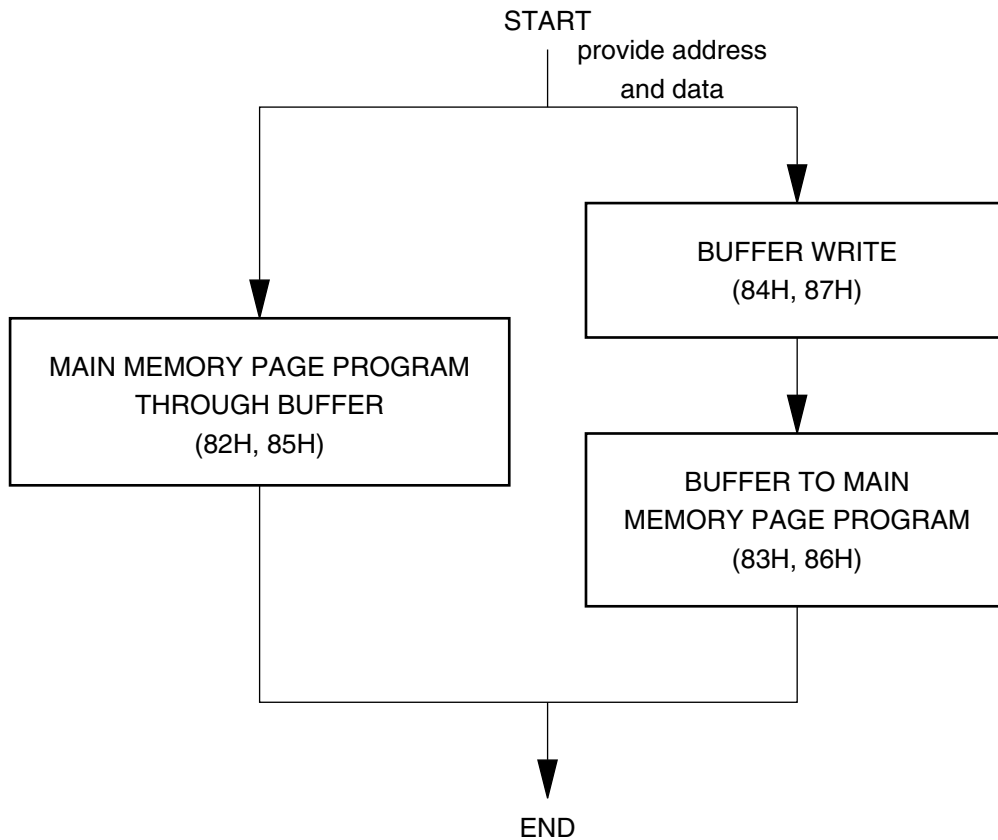 START
provide address
and data
BUFFER WRITE
(84H, 87H)
MAIN MEMORY PAGE PROGRAM
THROUGH BUFFER
(82H, 85H)
BUFFER TO MAIN
MEMORY PAGE PROGRAM
(83H, 86H)
END